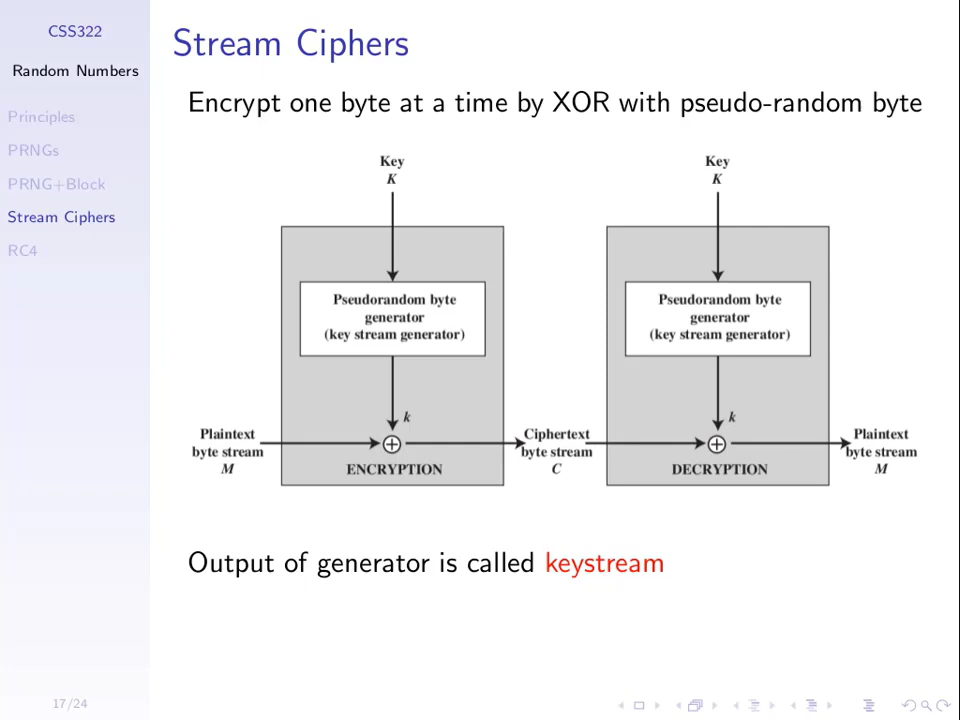 CSS322
Random Numbers
Principles
PRNGs
PRNG+Block
Stream Ciphers
RC4
17/24
Stream Ciphers
Encrypt one byte at a time by XOR with pseudo-random byte
Key
K
Pseudorandom byte
generator
(key stream generator)
k
Plaintext
byte stream
M
ENCRYPTION
Ciphertext
byte stream
C
Key
K
Pseudorandom byte
generator
(key stream generator)
k
DECRYPTION
Plaintext
byte stream
M
Output of generator is called keystream